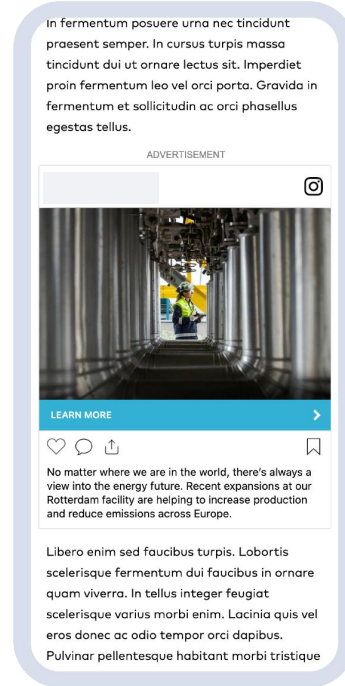 In fermentum posuere urna nec tincidunt
praesent semper. In cursus turpis massa
tincidunt dui ut ornare lectus sit. Imperdiet
proin fermentum leo vel orci porta. Gravida in
fermentum et sollicitudin ac orci phasellus
egestas tellus.
ADVERTISEMENT
LEARN MORE
No matter where we are in the world, there's always a
view into the energy future. Recent expansions at our
Rotterdam facility are helping to increase production
and reduce emissions across Europe.
Libero enim sed faucibus turpis. Lobortis
scelerisque fermentum dui faucibus in ornare
quam viverra. In tellus integer feugiat
scelerisque varius morbi enim. Lacinia quis vel
eros donec ac odio tempor orci dapibus.
Pulvinar pellentesque habitant morbi tristique